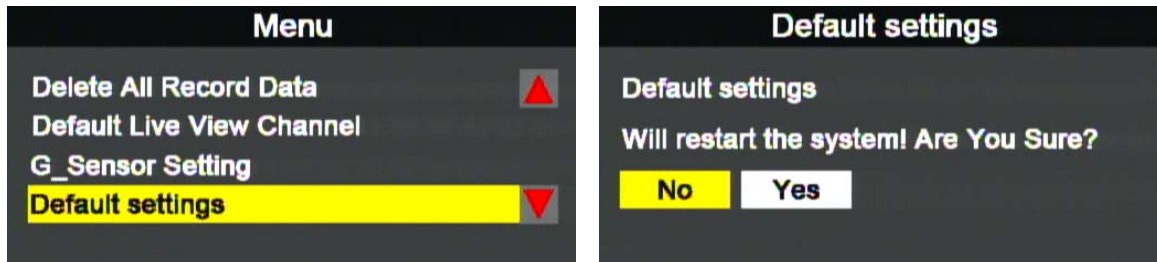 Menu
Delete All Record Data
Default Live View Channel
G_Sensor Setting
Default settings
Default settings
Default settings
Will restart the system! Are You Sure?
No Yes